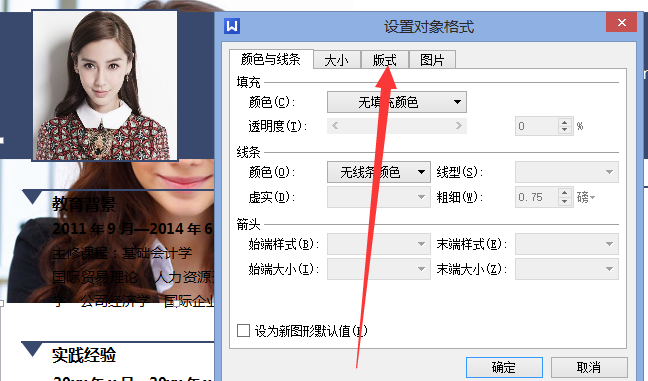 设置对象格式
颜色与线条 大小 版式 图片
填充
颜色(C): 无填充颜色
透明度(T): 0 %
线条
颜色(O): 无线条颜色 线型(S):
虚实(D): 粗细(W): 0.75 磅
箭头
始端样式(B): 末端样式(E):
始端大小(I): 末端大小(Z):
设为新图形默认值(F)
确定 取消
教育背景
2011 年 9 月—2014 年 6
主修课程：基础会计学
国际贸易理论 人力资源
学 公司经济学 国际企业
实践经验